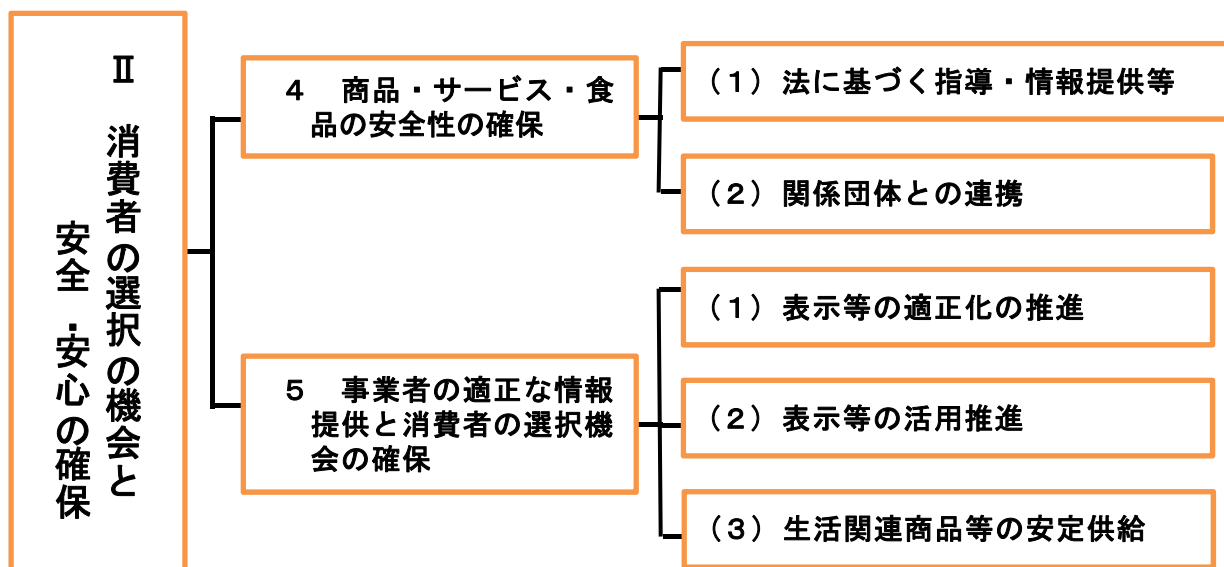 Ⅱ 消費者の選択の機会と
安全・安心の確保
4 商品・サービス・食
品の安全性の確保
(1)法に基づく指導・情報提供等
(2)関係団体との連携
5 事業者の適正な情報
提供と消費者の選択機
会の確保
(1)表示等の適正化の推進
(2)表示等の活用推進
(3)生活関連商品等の安定供給